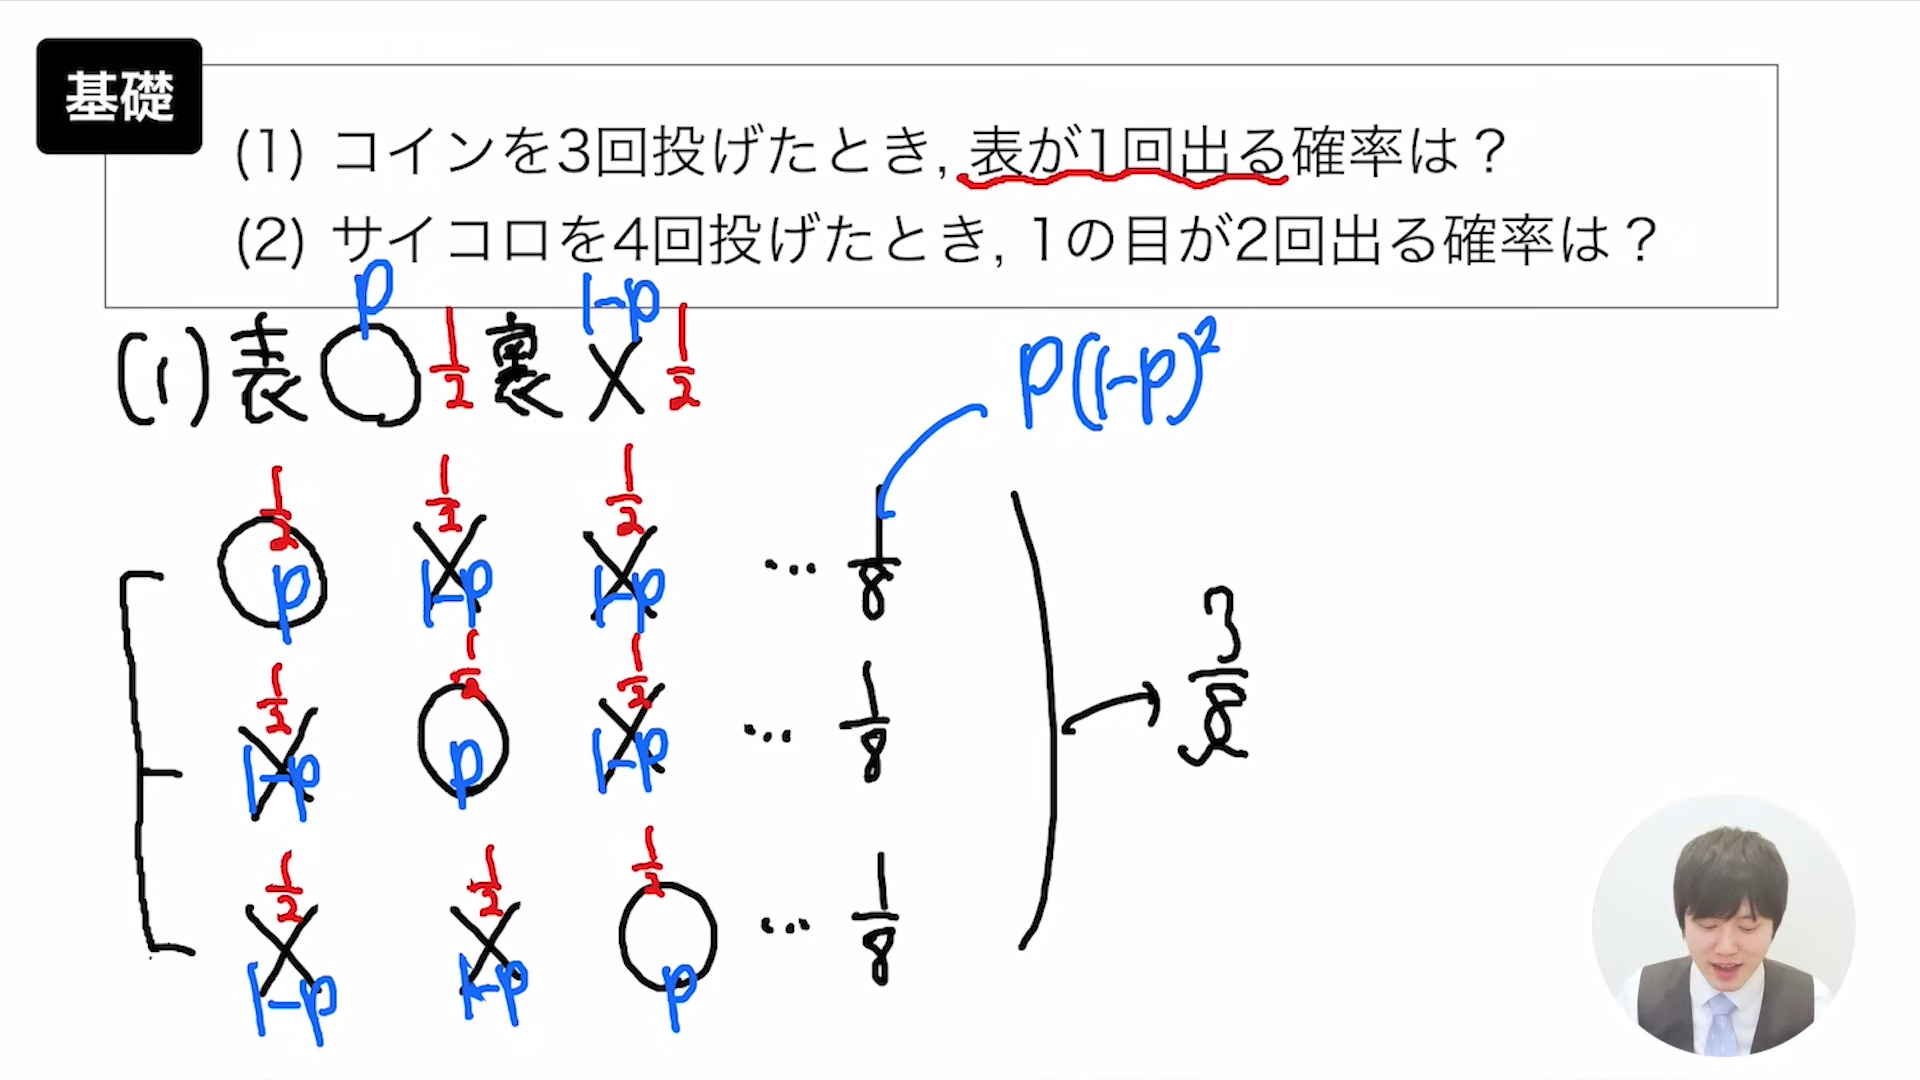 基礎
(1) コインを3回投げたとき, 表が1回出る確率は？
(2) サイコロを4回投げたとき, 1の目が2回出る確率は？
p 1-p
(1) 表 ○ 1/2 裏 × 1/2 p(1-p)²
1/2 1/2 1/2
○ × × … 1/8
p 1-p 1-p
3/8
1/2 1/2 1/2
× ○ × … 1/8
1-p p 1-p
1/2 1/2 1/2
× × ○ … 1/8
1-p 1-p p